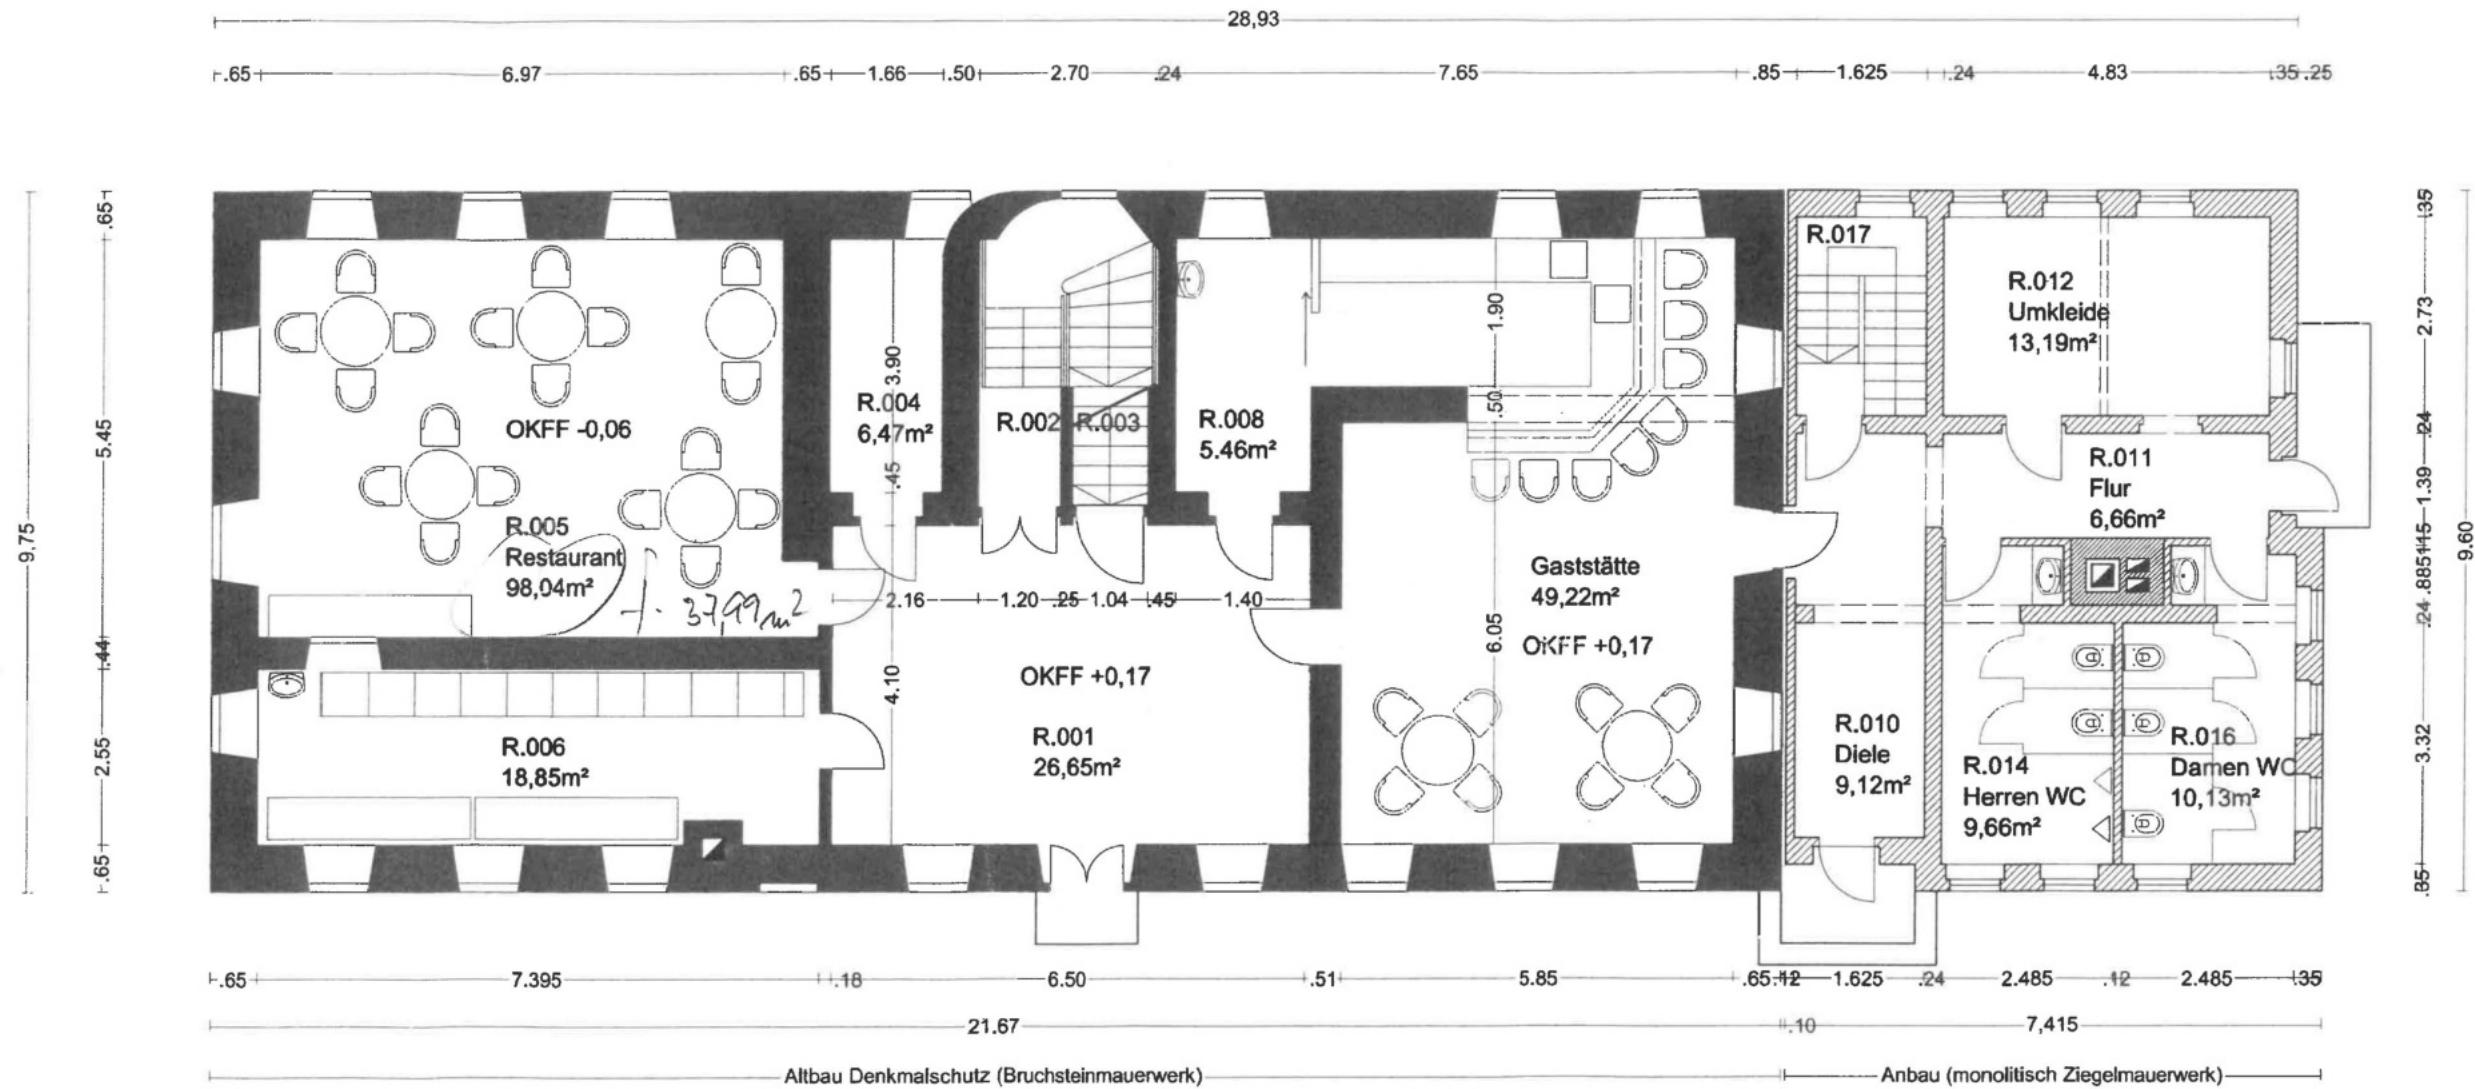 28,93
.65 6.97 .65 1.66 .50 2.70 .24 7.65 .85 1.625 .24 4.83 .35 .25
.65
5.45
.44
2.55
.65
9.75
OKFF -0,06
R.005
Restaurant
98,04m²
37,99 m²
R.006
18,85m²
R.004
6,47m²
3.90
.45
4.10
R.002
R.003
R.008
5.46m²
2.16 1.20 .25 1.04 .45 1.40
OKFF +0,17
R.001
26,65m²
1.90
.50
6.05
Gaststätte
49,22m²
OKFF +0,17
R.017
R.012
Umkleide
13,19m²
R.011
Flur
6,66m²
R.010
Diele
9,12m²
R.014
Herren WC
9,66m²
R.016
Damen WC
10,13m²
.35
2.73
.24
1.39
.115
.885
.24
3.32
.35
9.60
.65 7.395 .18 6.50 .51 5.85 .65 .12 1.625 .24 2.485 .12 2.485 .35
21.67 .10 7,415
Altbau Denkmalschutz (Bruchsteinmauerwerk) Anbau (monolitisch Ziegelmauerwerk)